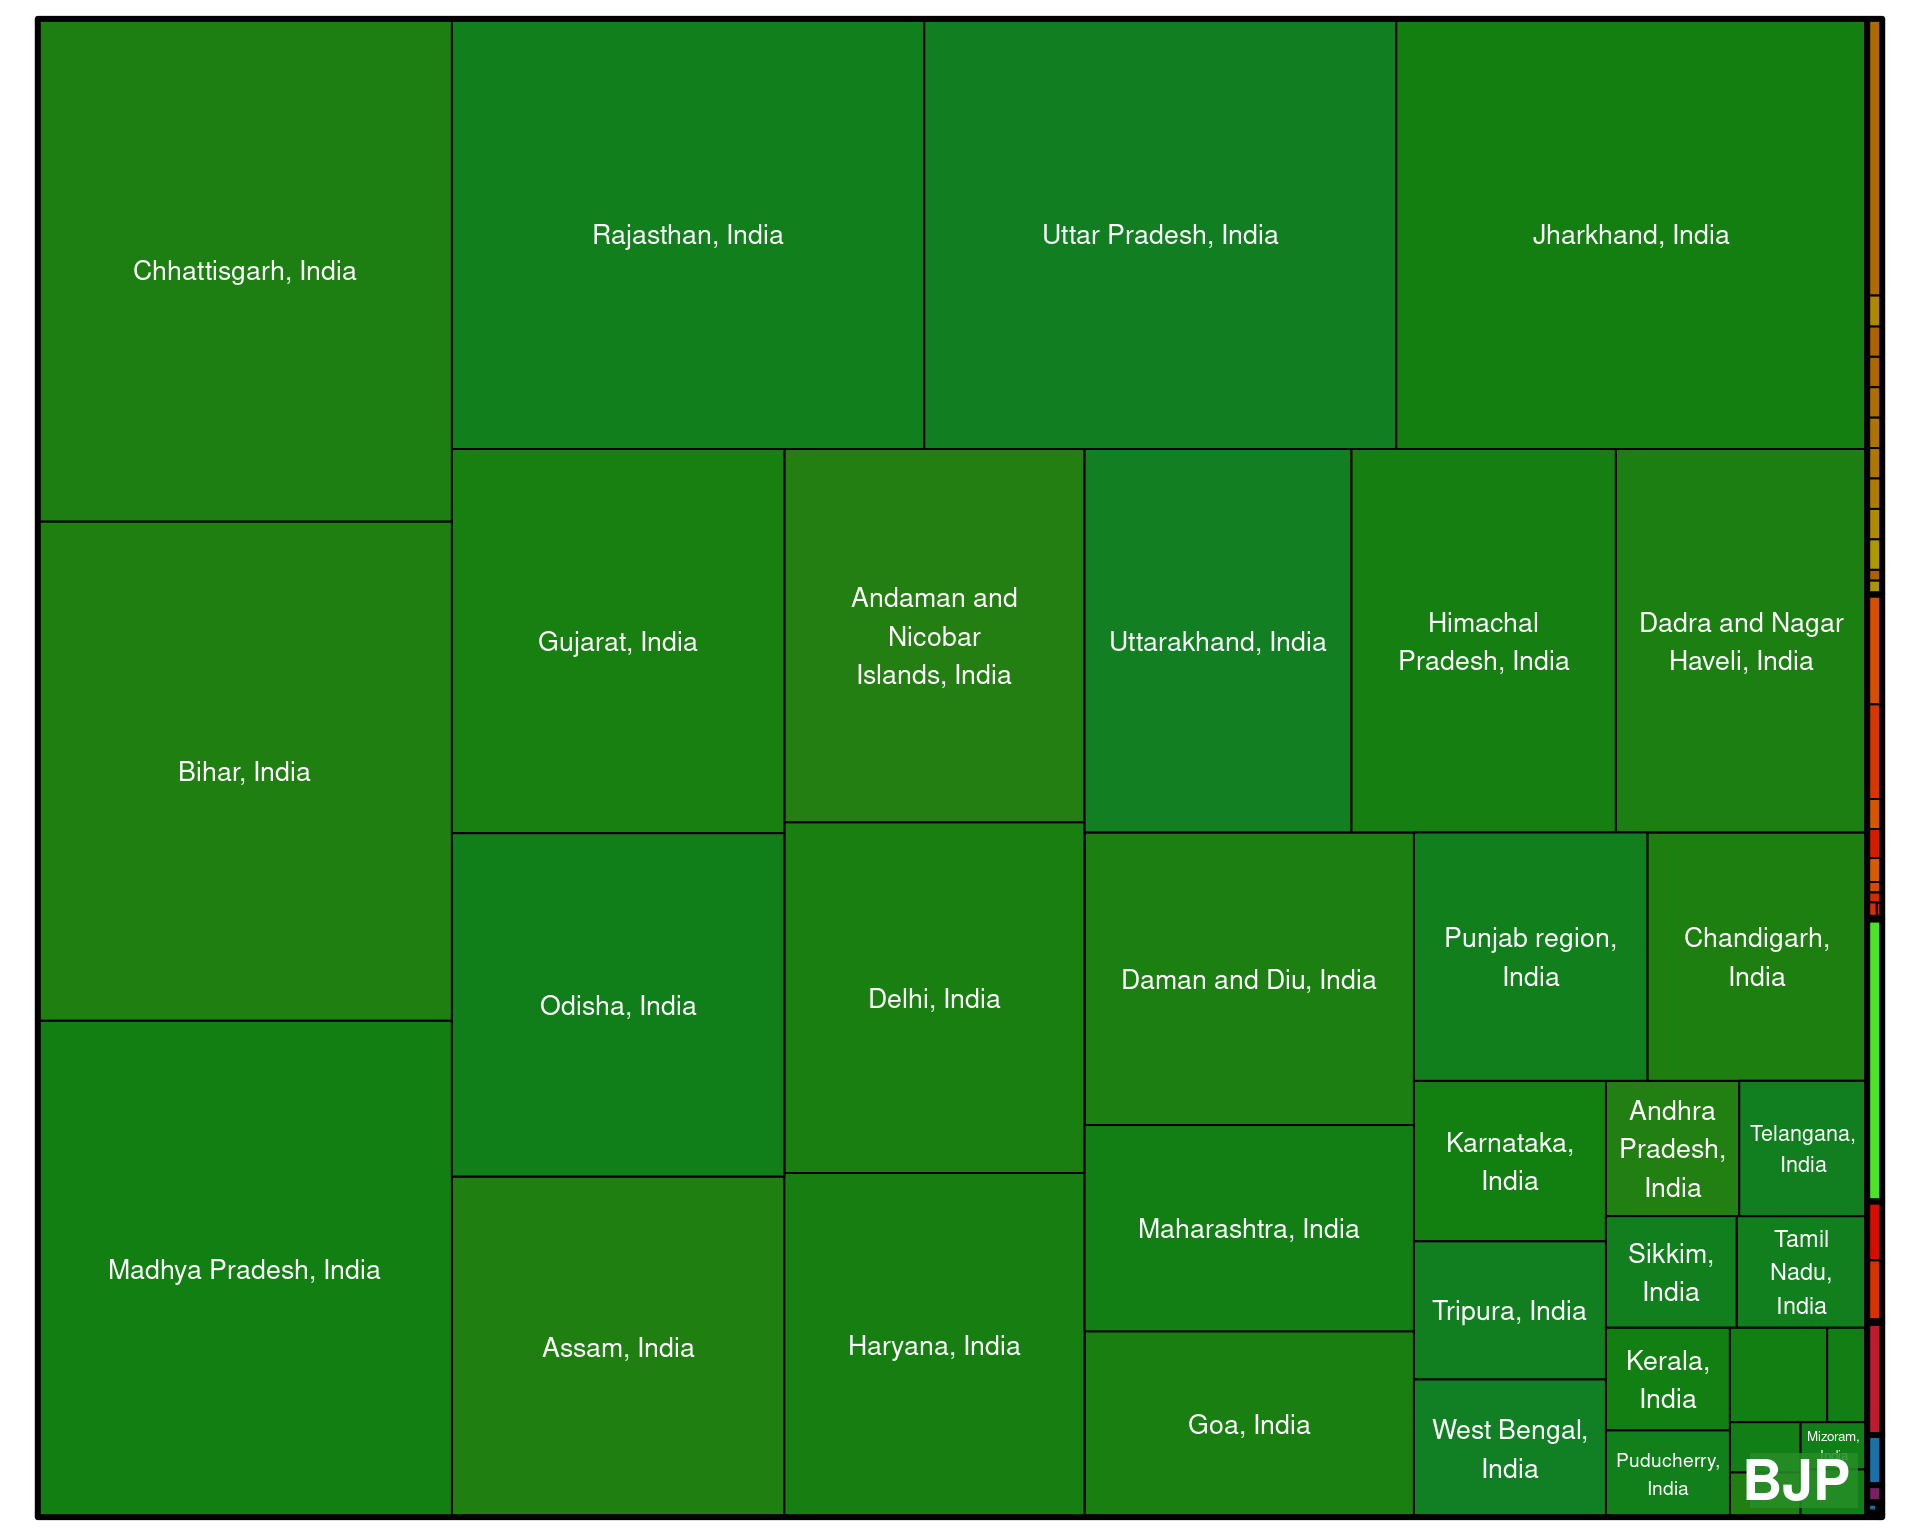 Chhattisgarh, India
Rajasthan, India
Uttar Pradesh, India
Jharkhand, India
Bihar, India
Gujarat, India
Andaman and
Nicobar
Islands, India
Uttarakhand, India
Himachal
Pradesh, India
Dadra and Nagar
Haveli, India
Madhya Pradesh, India
Odisha, India
Delhi, India
Daman and Diu, India
Punjab region,
India
Chandigarh,
India
Assam, India
Haryana, India
Maharashtra, India
Goa, India
Karnataka,
India
Andhra
Pradesh,
India
Telangana,
India
Tripura, India
Sikkim,
India
Tamil
Nadu,
India
West Bengal,
India
Kerala,
India
Puducherry,
India
Mizoram,
India
BJP